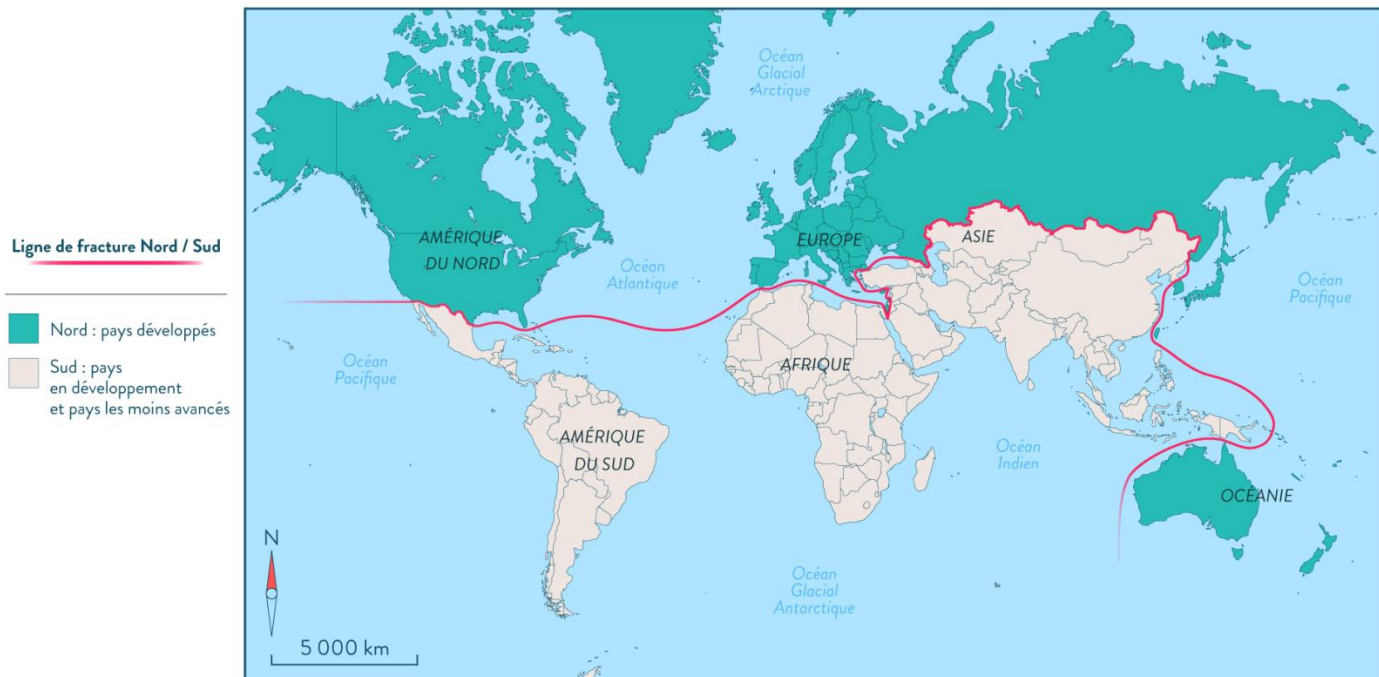 Ligne de fracture Nord / Sud
Nord : pays développés
Sud : pays
en développement
et pays les moins avancés
Océan
Glacial
Arctique
AMÉRIQUE
DU NORD
EUROPE
ASIE
Océan
Atlantique
Océan
Pacifique
Océan
Pacifique
AFRIQUE
AMÉRIQUE
DU SUD
Océan
Indien
OCÉANIE
Océan
Glacial
Antarctique
N
5 000 km